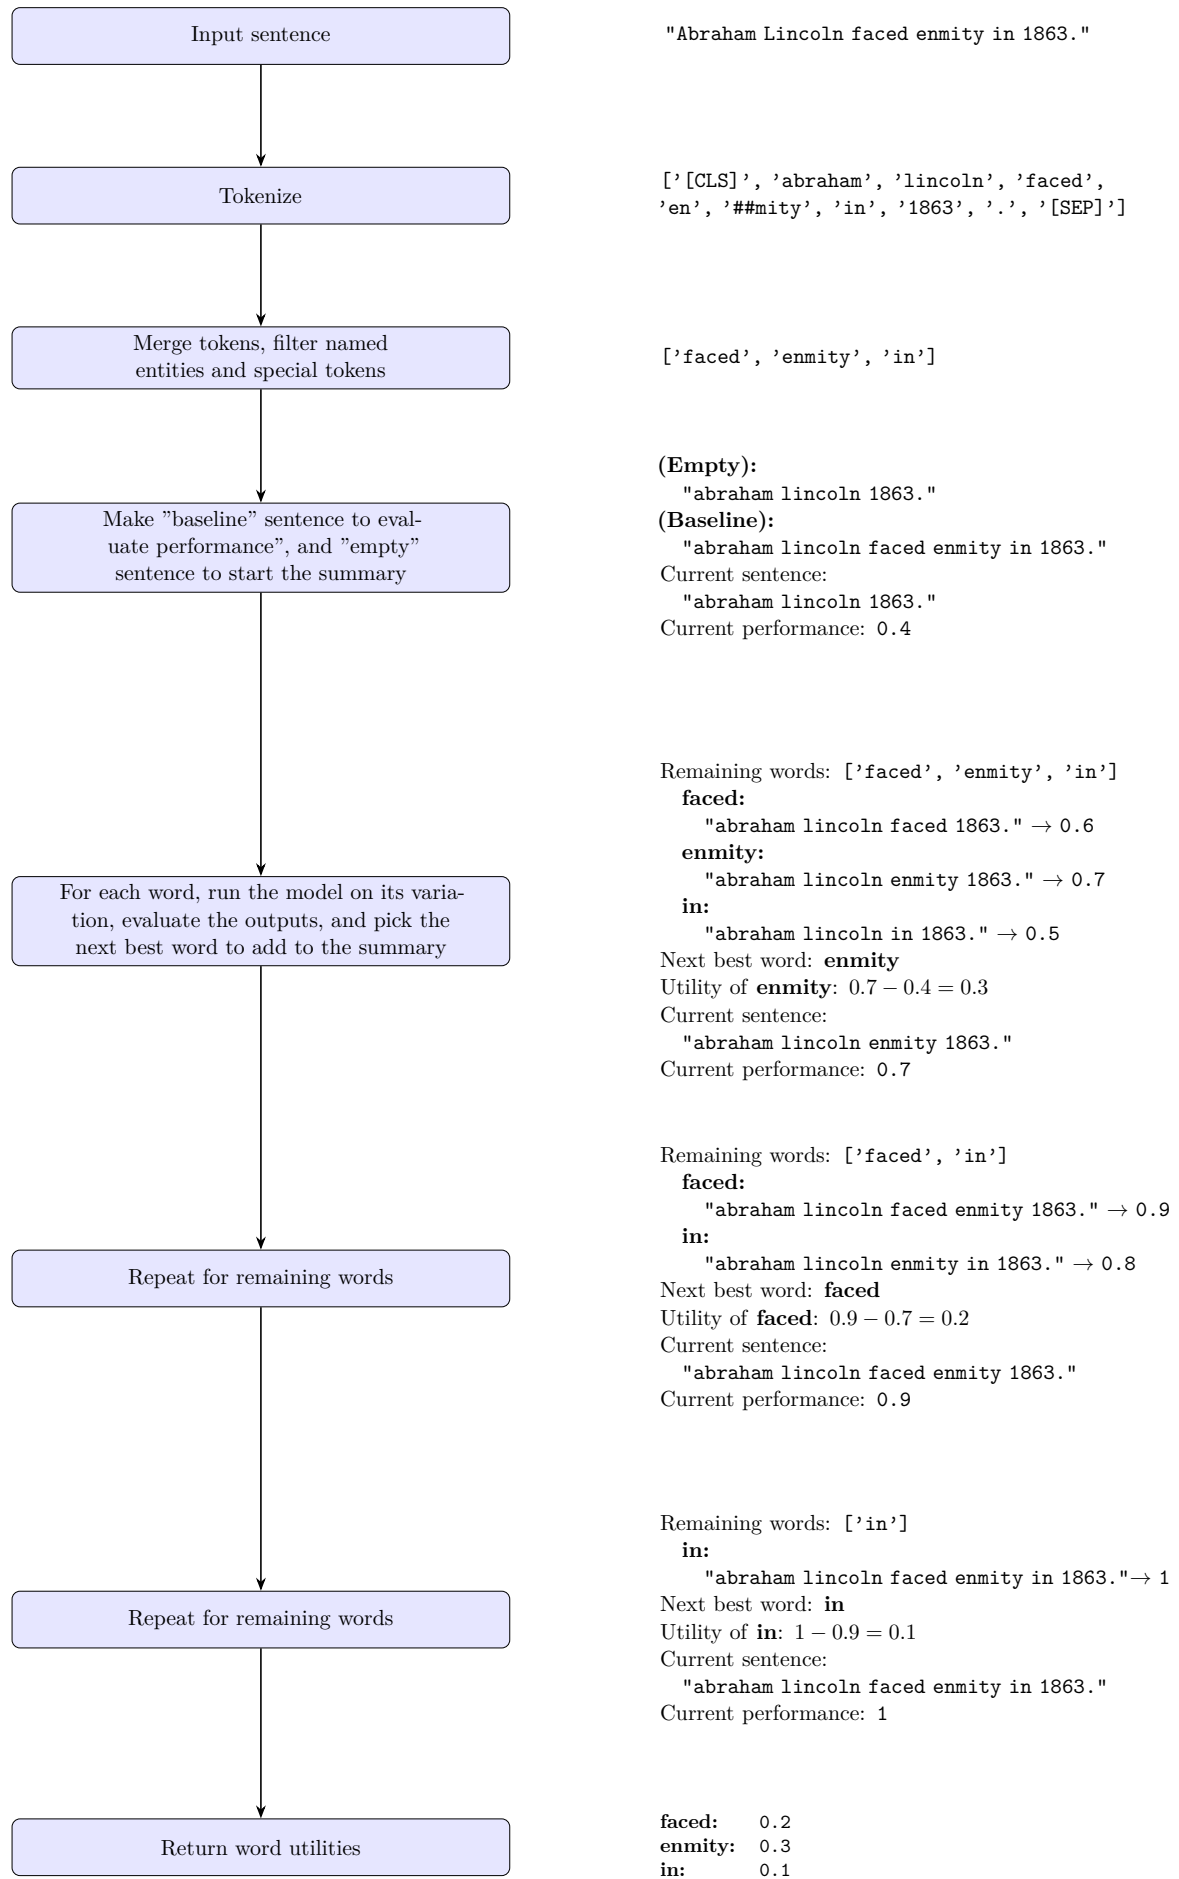 Input sentence
"Abraham Lincoln faced enmity in 1863."
Tokenize
['[CLS]', 'abraham', 'lincoln', 'faced',
'en', '##mity', 'in', '1863', '.', '[SEP]']
Merge tokens, filter named
entities and special tokens
['faced', 'enmity', 'in']
Make ”baseline” sentence to eval-
uate performance”, and ”empty”
sentence to start the summary
(Empty):
"abraham lincoln 1863."
(Baseline):
"abraham lincoln faced enmity in 1863."
Current sentence:
"abraham lincoln 1863."
Current performance: 0.4
For each word, run the model on its varia-
tion, evaluate the outputs, and pick the
next best word to add to the summary
Remaining words: ['faced', 'enmity', 'in']
faced:
"abraham lincoln faced 1863." → 0.6
enmity:
"abraham lincoln enmity 1863." → 0.7
in:
"abraham lincoln in 1863." → 0.5
Next best word: enmity
Utility of enmity: 0.7 − 0.4 = 0.3
Current sentence:
"abraham lincoln enmity 1863."
Current performance: 0.7
Repeat for remaining words
Remaining words: ['faced', 'in']
faced:
"abraham lincoln faced enmity 1863." → 0.9
in:
"abraham lincoln enmity in 1863." → 0.8
Next best word: faced
Utility of faced: 0.9 − 0.7 = 0.2
Current sentence:
"abraham lincoln faced enmity 1863."
Current performance: 0.9
Repeat for remaining words
Remaining words: ['in']
in:
"abraham lincoln faced enmity in 1863."→ 1
Next best word: in
Utility of in: 1 − 0.9 = 0.1
Current sentence:
"abraham lincoln faced enmity in 1863."
Current performance: 1
Return word utilities
faced: 0.2
enmity: 0.3
in: 0.1